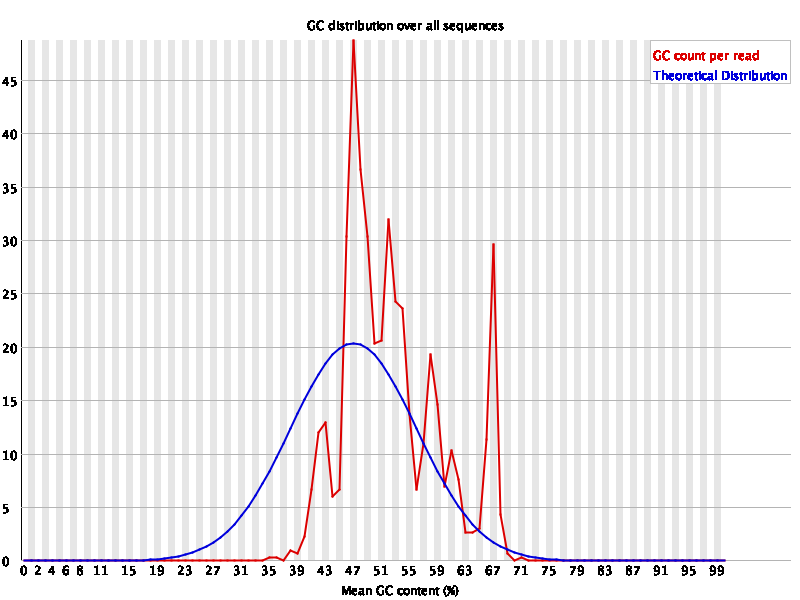 GC distribution over all sequences
GC count per read
Theoretical Distribution
45
40
35
30
25
20
15
10
5
0
0 2 4 6 8 11 15 19 23 27 31 35 39 43 47 51 55 59 63 67 71 75 79 83 87 91 95 99
Mean GC content (%)